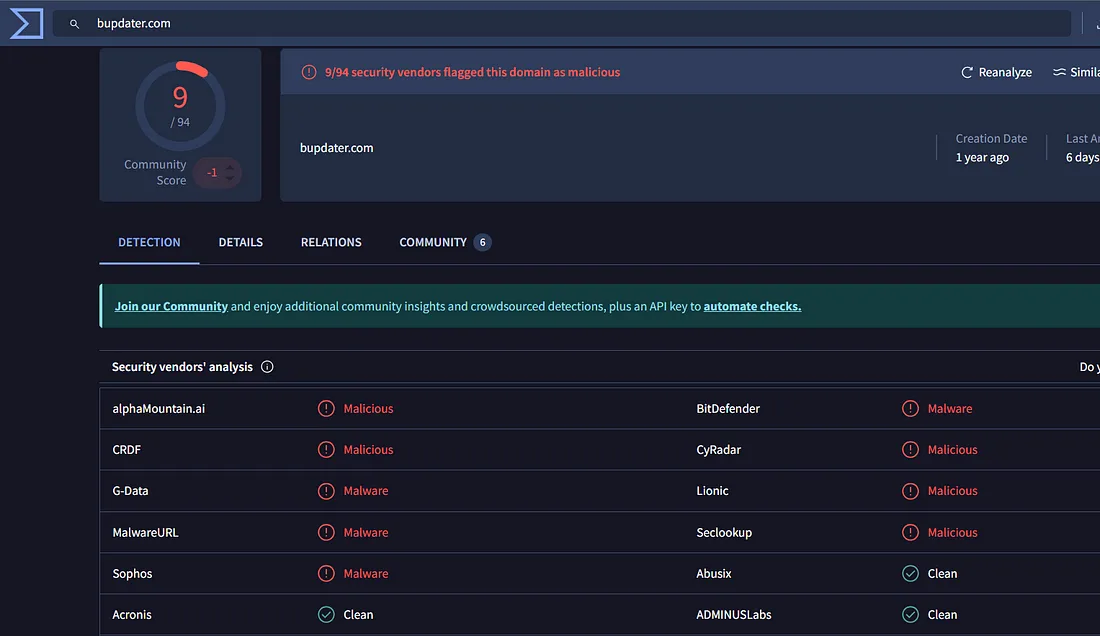 bupdater.com
9
/ 94
Community
Score
-1
9/94 security vendors flagged this domain as malicious
Reanalyze
Simila
bupdater.com
Creation Date
1 year ago
Last A
6 days
DETECTION DETAILS RELATIONS COMMUNITY 6
Join our Community and enjoy additional community insights and crowdsourced detections, plus an API key to automate checks.
Security vendors' analysis
Do y
alphaMountain.ai Malicious BitDefender Malware
CRDF Malicious CyRadar Malicious
G-Data Malware Lionic Malicious
MalwareURL Malware Seclookup Malicious
Sophos Malware Abusix Clean
Acronis Clean ADMINUSLabs Clean